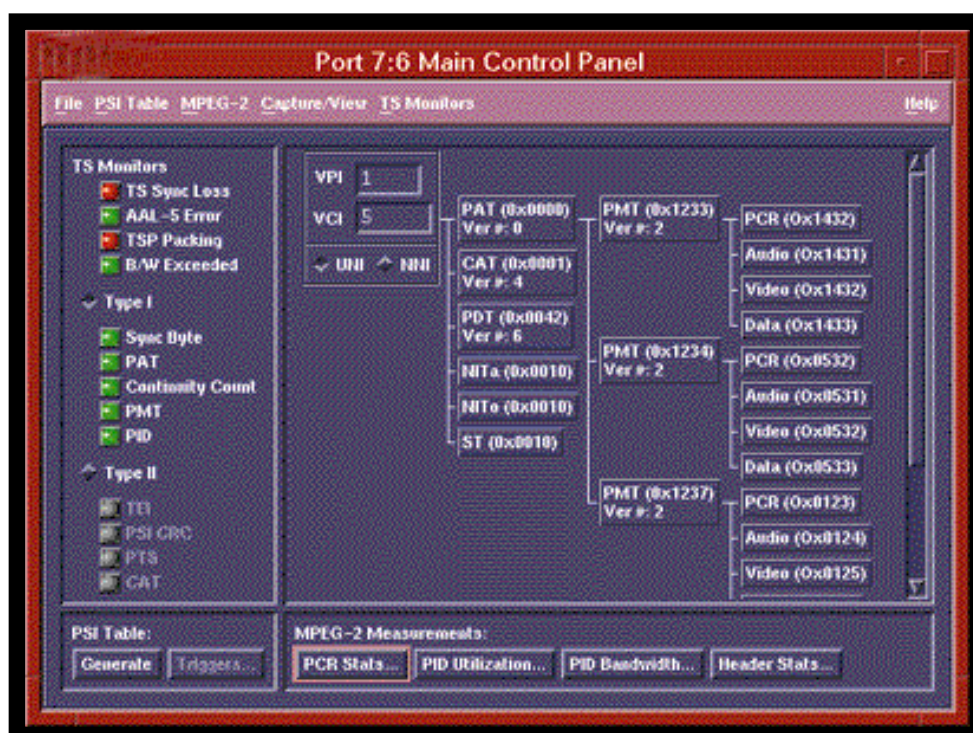 Port 7:6 Main Control Panel
File PSI Table MPEG-2 Capture/View TS Monitors Help
TS Monitors
TS Sync Loss
AAL-5 Error
TSP Packing
B/W Exceeded
Type I
Sync Byte
PAT
Continuity Count
PMT
PID
Type II
TEI
PSI CRC
PTS
CAT
VPI 1
VCI 5
UNI NNI
PAT (0x0000)
Ver #: 0
CAT (0x0001)
Ver #: 4
PDT (0x0042)
Ver #: 6
NITa (0x0010)
NITo (0x0010)
ST (0x0010)
PMT (0x1233)
Ver #: 2
PMT (0x1234)
Ver #: 2
PMT (0x1237)
Ver #: 2
PCR (0x1432)
Audio (0x1431)
Video (0x1432)
Data (0x1433)
PCR (0x0532)
Audio (0x0531)
Video (0x0532)
Data (0x0533)
PCR (0x0123)
Audio (0x0124)
Video (0x0125)
PSI Table:
Generate Triggers...
MPEG-2 Measurements:
PCR Stats... PID Utilization... PID Bandwidth... Header Stats...